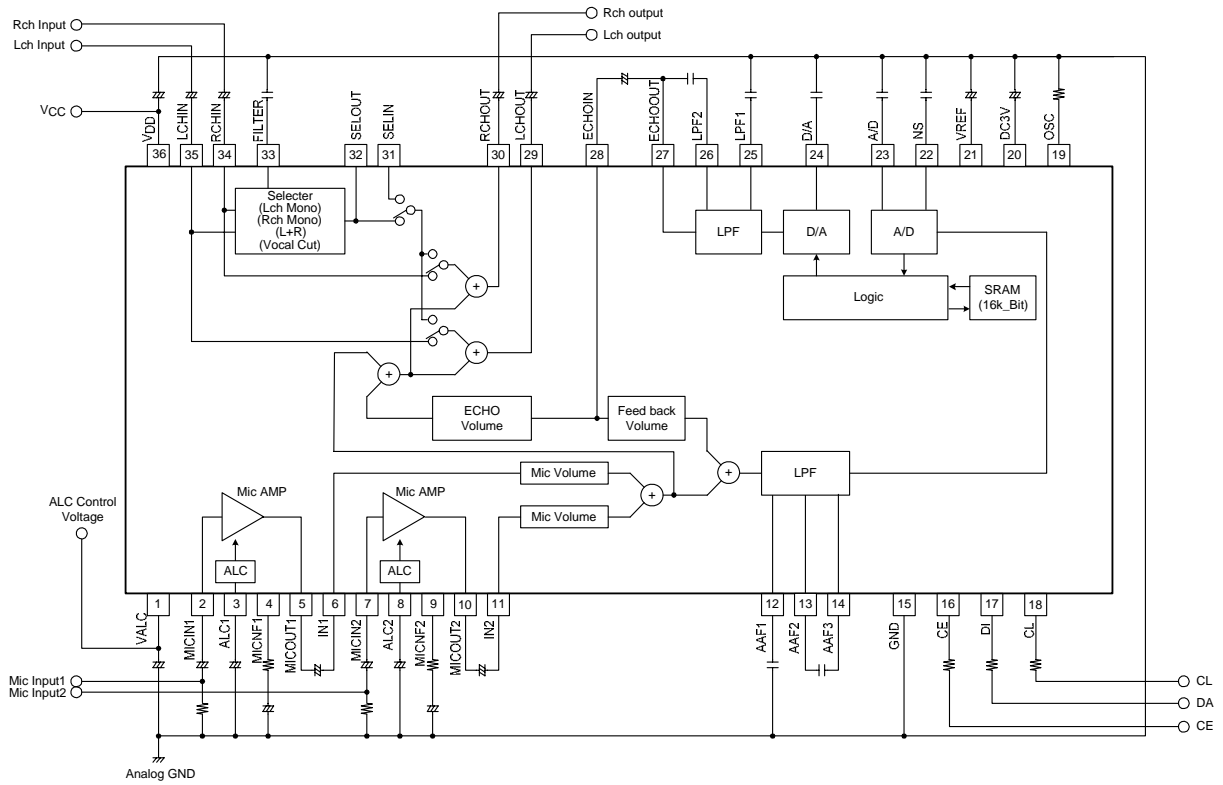 Rch Input
Rch output
Lch Input
Lch output
VCC
VDD
LCHIN
RCHIN
FILTER
SELOUT
SELIN
RCHOUT
LCHOUT
ECHOIN
ECHOOUT
LPF2
LPF1
D/A
A/D
NS
VREF
DC3V
OSC
36
35
34
33
32
31
30
29
28
27
26
25
24
23
22
21
20
19
Selecter
(Lch Mono)
(Rch Mono)
(L+R)
(Vocal Cut)
LPF
D/A
A/D
+
Logic
SRAM
(16k_Bit)
+
+
ECHO
Volume
Feed back
Volume
Mic Volume
+
LPF
+
Mic Volume
Mic AMP
Mic AMP
ALC Control
Voltage
ALC
ALC
1
2
3
4
5
6
7
8
9
10
11
12
13
14
15
16
17
18
VALC
MICIN1
ALC1
MICNF1
MICOUT1
IN1
MICIN2
ALC2
MICNF2
MICOUT2
IN2
AAF1
AAF2
AAF3
GND
CE
DI
CL
Mic Input1
Mic Input2
CL
DA
CE
Analog GND